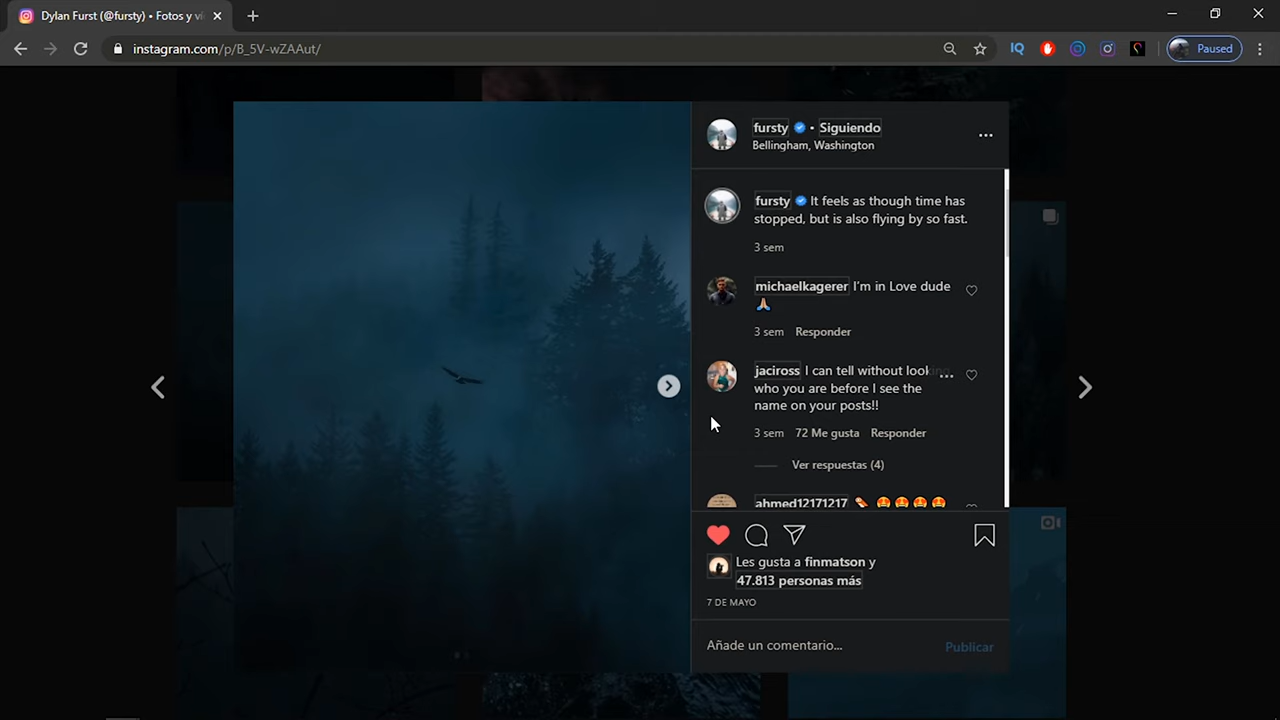 Dylan Furst (@fursty) • Fotos y ví
instagram.com/p/B_5V-wZAAut/
IQ
Paused
fursty • Siguiendo
Bellingham, Washington
fursty It feels as though time has
stopped, but is also flying by so fast.
3 sem
michaelkagerer I'm in Love dude
🙏🏼
3 sem Responder
jaciross I can tell without looking
who you are before I see the
name on your posts!!
3 sem 72 Me gusta Responder
Ver respuestas (4)
ahmed12171217 🤩 🤩 🤩 🤩
Les gusta a finmatson y
47.813 personas más
7 DE MAYO
Añade un comentario...
Publicar